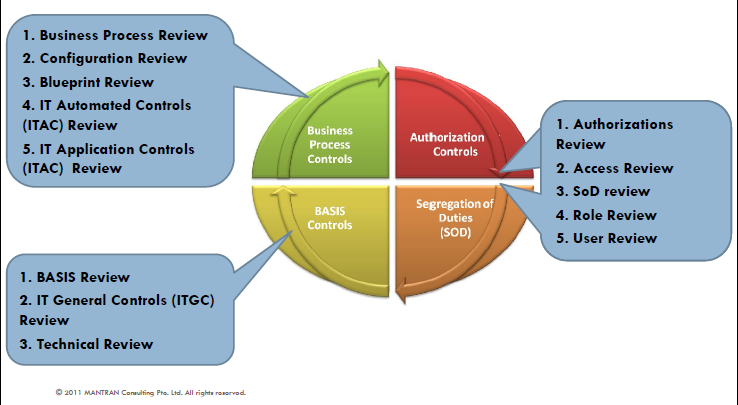 1. Business Process Review
2. Configuration Review
3. Blueprint Review
4. IT Automated Controls
(ITAC) Review
5. IT Application Controls
(ITAC) Review
Business
Process
Controls
Authorization
Controls
BASIS
Controls
Segregation of
Duties
(SOD)
1. Authorizations
Review
2. Access Review
3. SoD review
4. Role Review
5. User Review
1. BASIS Review
2. IT General Controls (ITGC)
Review
3. Technical Review
© 2011 MANTRAN Consulting Pte. Ltd. All rights reserved.